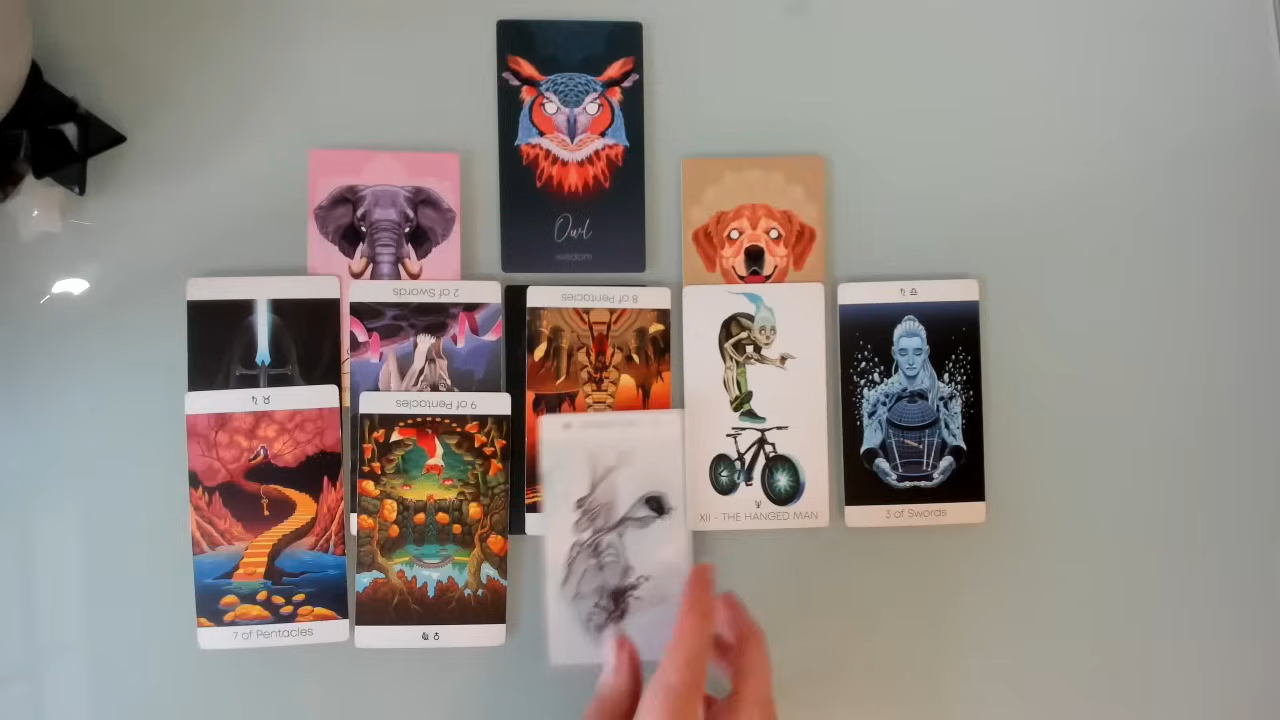 Owl
wisdom
2 of Swords
8 of Pentacles
9 of Pentacles
XII - THE HANGED MAN
3 of Swords
7 of Pentacles